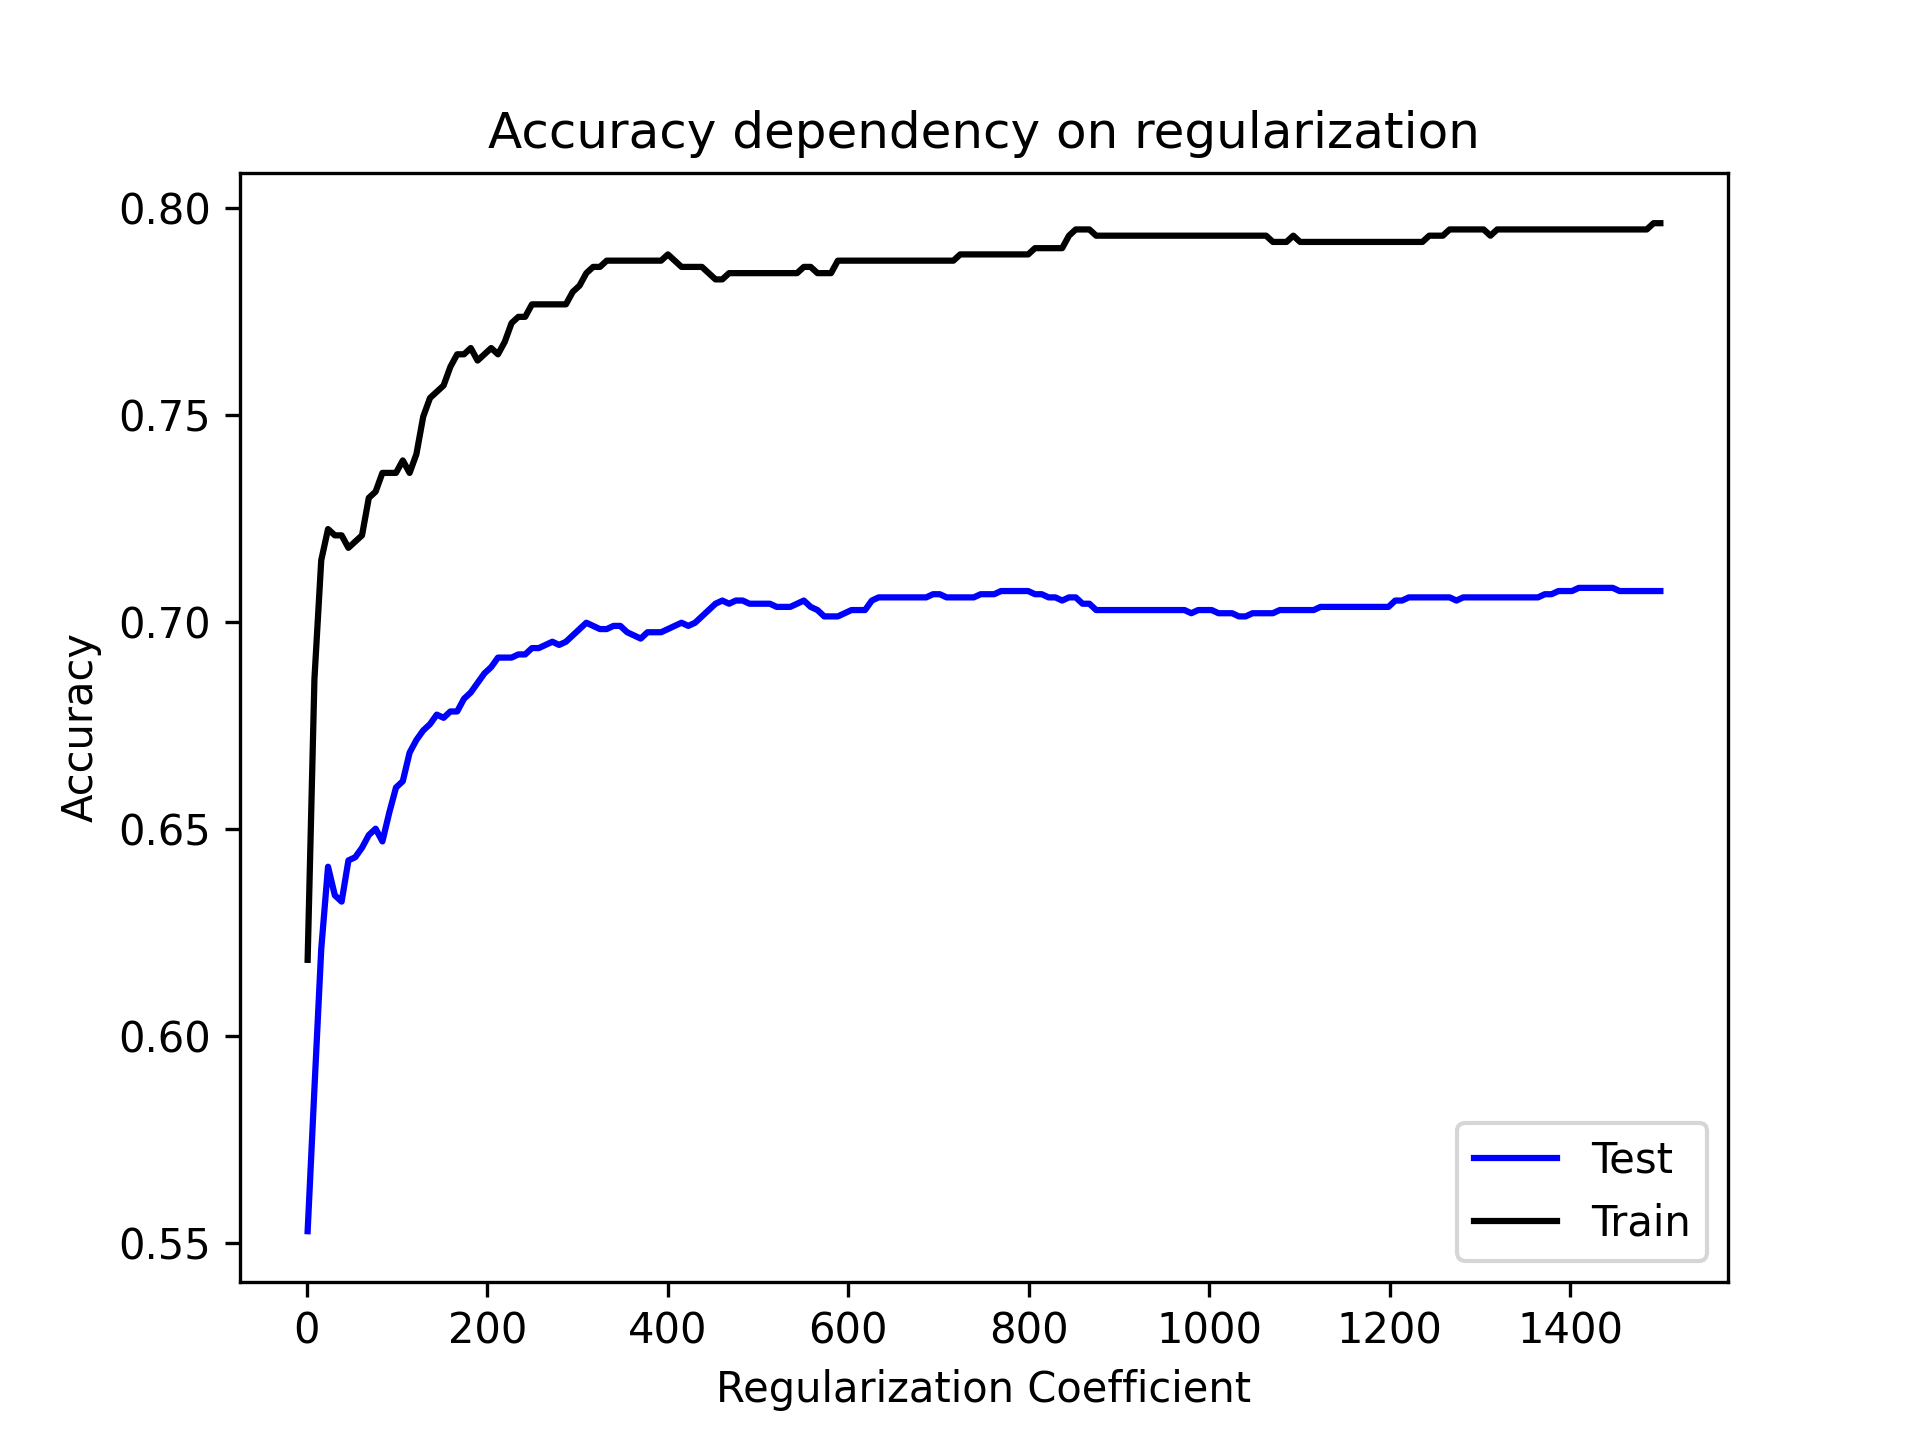 Accuracy dependency on regularization
Accuracy
0.80
0.75
0.70
0.65
0.60
0.55
0 200 400 600 800 1000 1200 1400
Regularization Coefficient
Test
Train